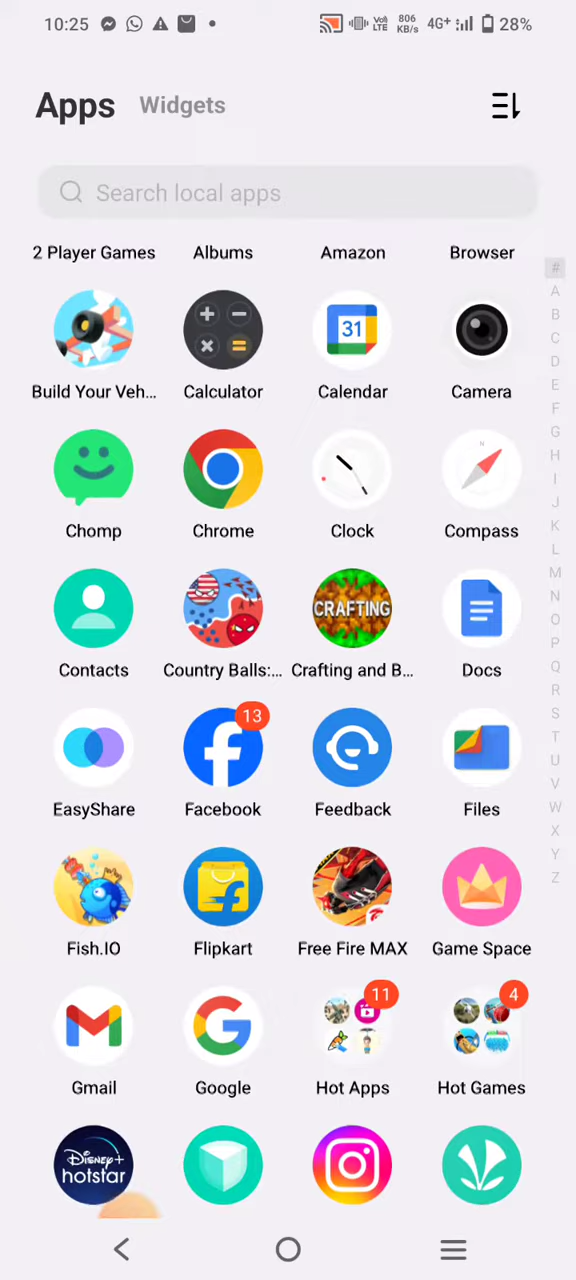 10:25
Vo) LTE
806 KB/s
4G+
28%
Apps Widgets
Search local apps
2 Player Games Albums Amazon Browser
#
A
B
C
D
E
F
G
H
I
J
K
L
M
N
O
P
Q
R
S
T
U
V
W
X
Y
Z
31
Build Your Veh... Calculator Calendar Camera
N
Chomp Chrome Clock Compass
CRAFTING
Contacts Country Balls:... Crafting and B... Docs
13
EasyShare Facebook Feedback Files
Fish.IO Flipkart Free Fire MAX Game Space
11 4
Gmail Google Hot Apps Hot Games
Disney+
hotstar